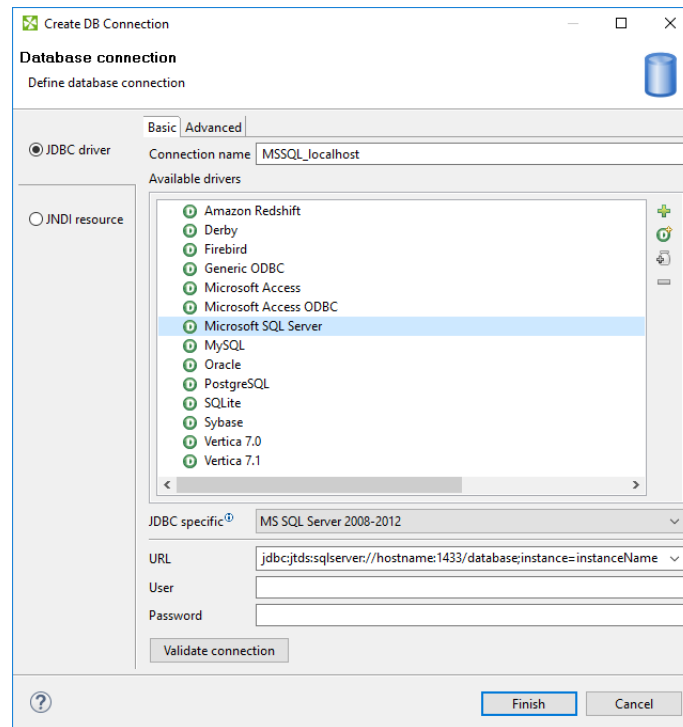 Create DB Connection
Database connection
Define database connection
Basic Advanced
JDBC driver
Connection name MSSQL_localhost
Available drivers
JNDI resource
Amazon Redshift
Derby
Firebird
Generic ODBC
Microsoft Access
Microsoft Access ODBC
Microsoft SQL Server
MySQL
Oracle
PostgreSQL
SQLite
Sybase
Vertica 7.0
Vertica 7.1
JDBC specific MS SQL Server 2008-2012
URL jdbc:jtds:sqlserver://hostname:1433/database;instance=instanceName
User
Password
Validate connection
Finish Cancel